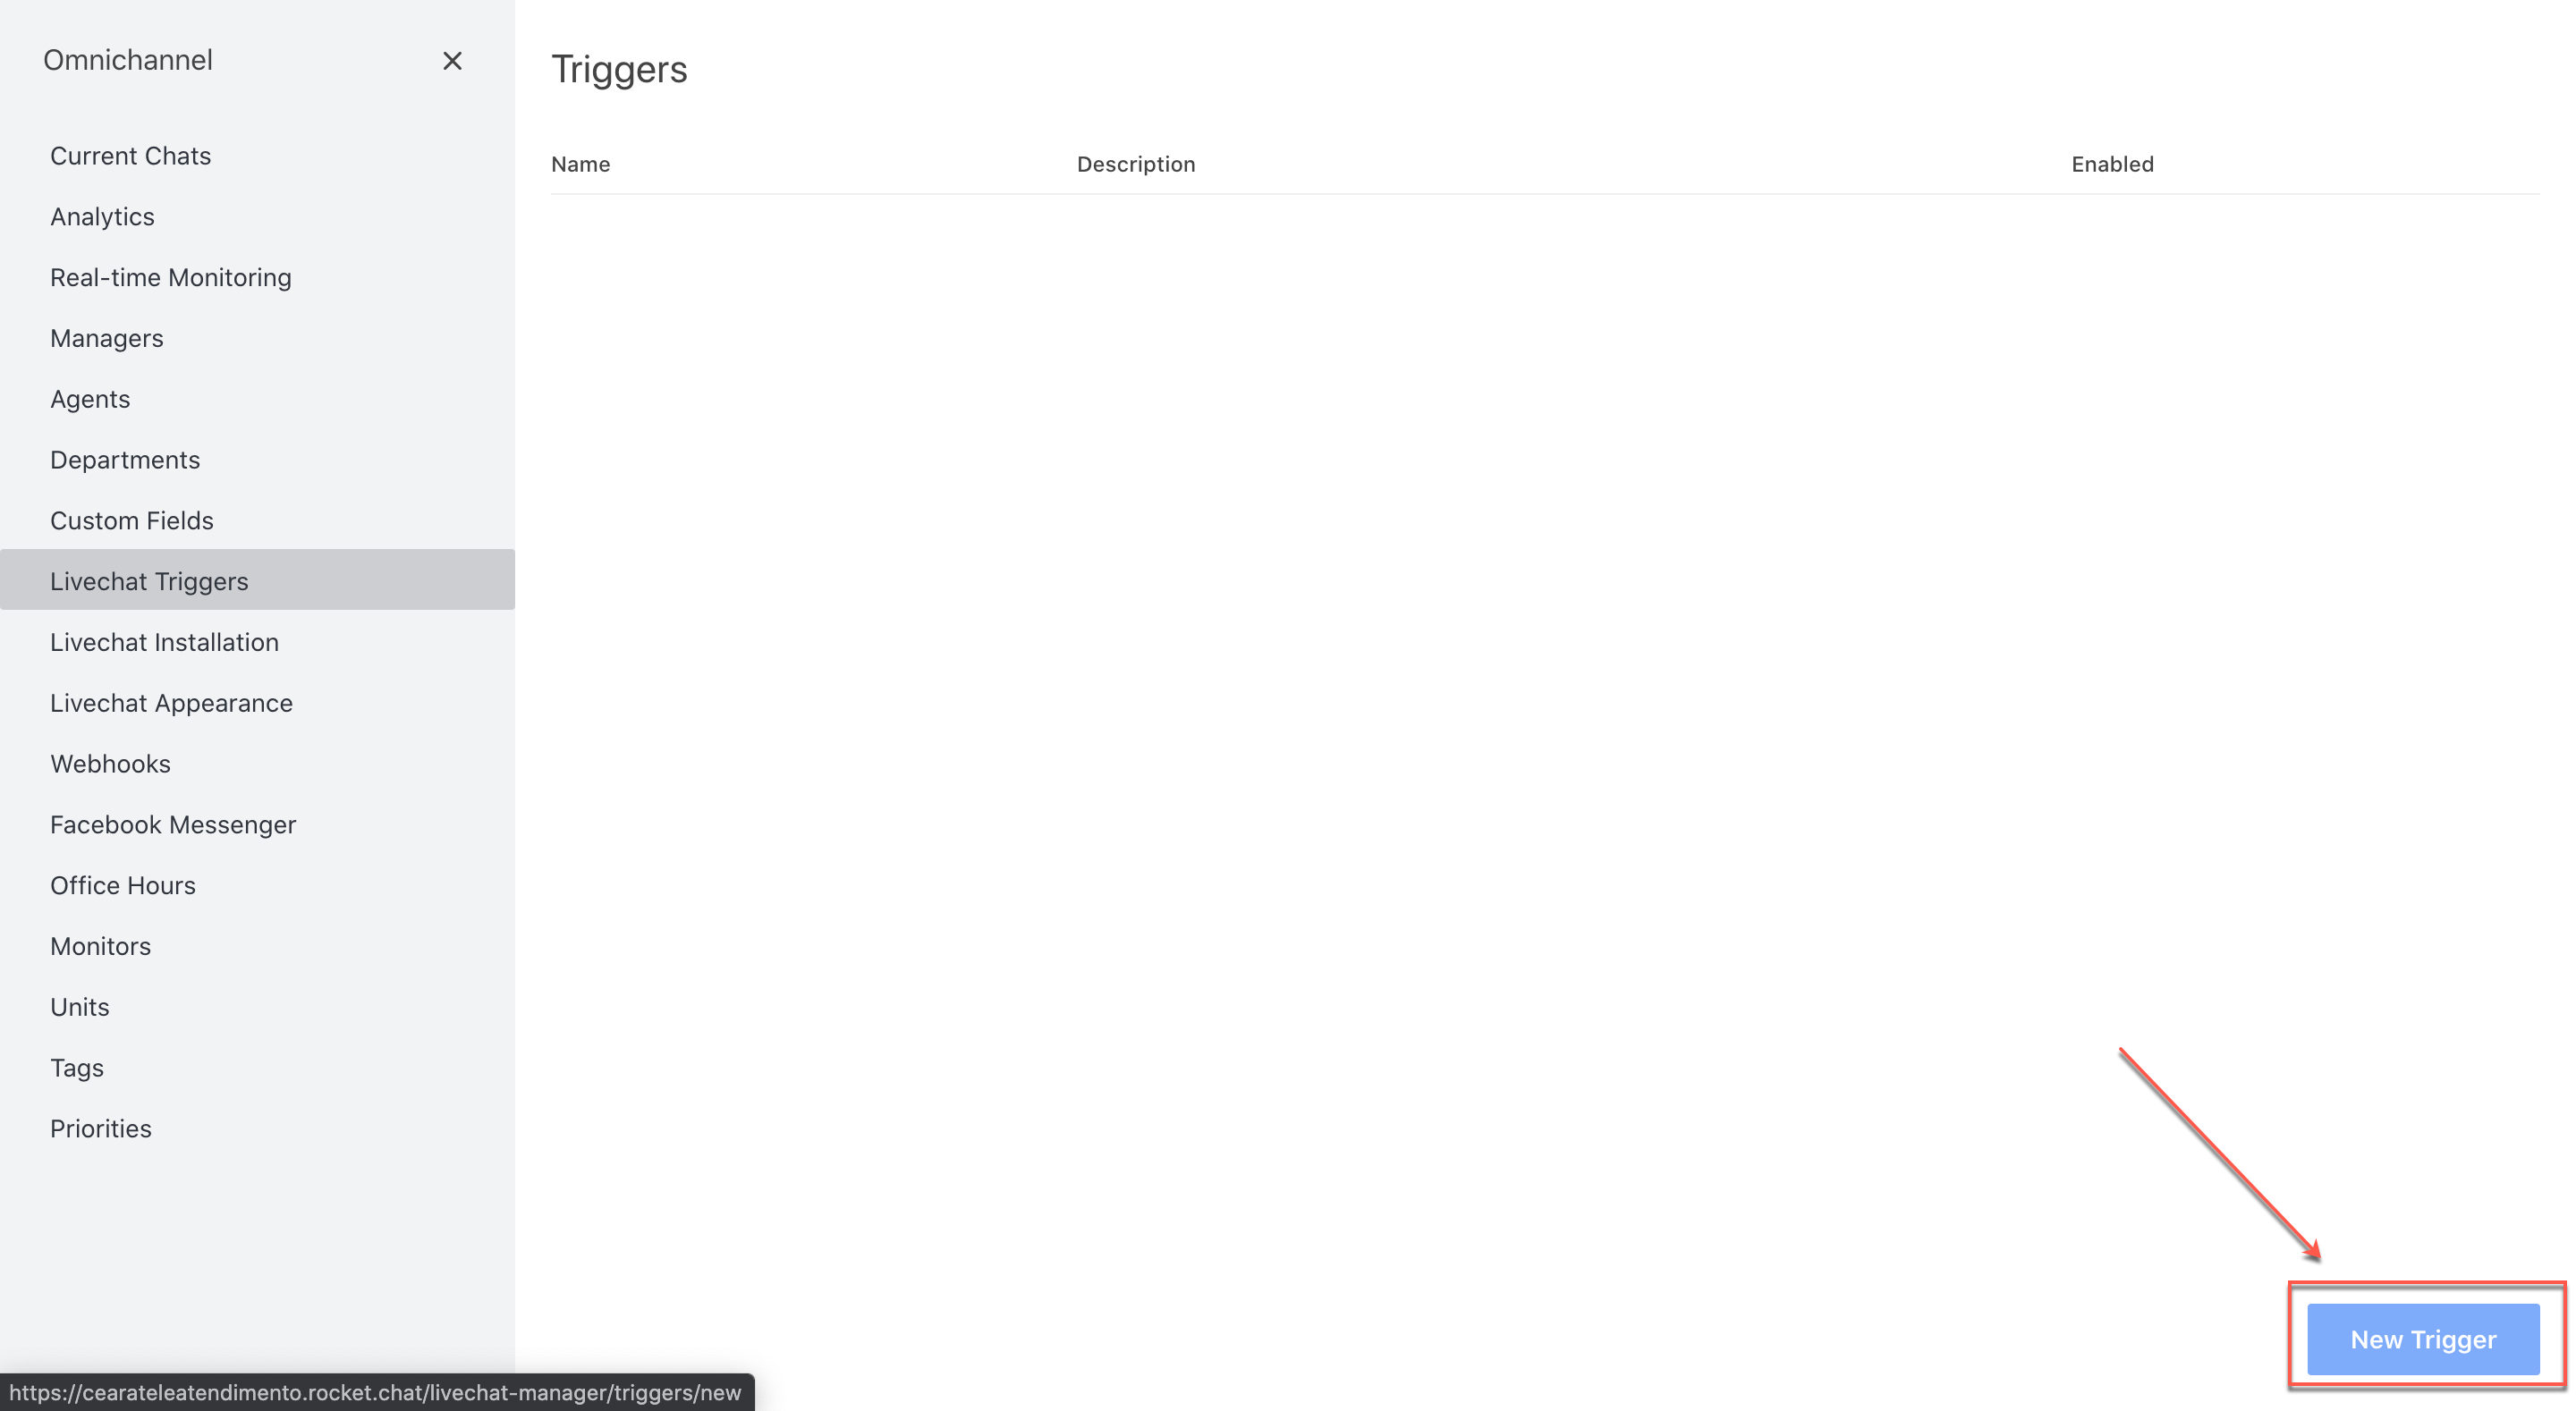 Omnichannel
Current Chats
Analytics
Real-time Monitoring
Managers
Agents
Departments
Custom Fields
Livechat Triggers
Livechat Installation
Livechat Appearance
Webhooks
Facebook Messenger
Office Hours
Monitors
Units
Tags
Priorities
Triggers
Name Description Enabled
New Trigger
https://cearateleatendimento.rocket.chat/livechat-manager/triggers/new